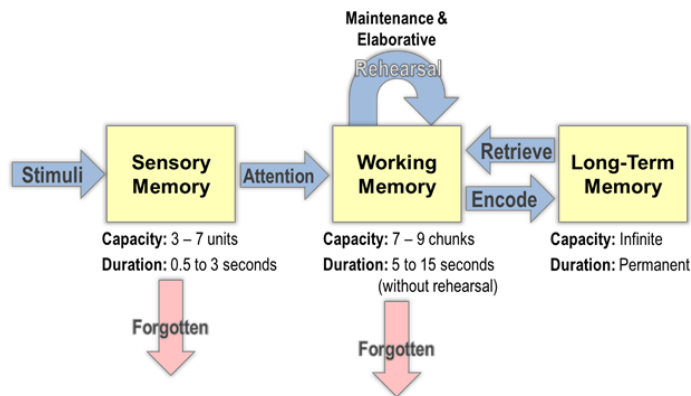 Maintenance &
Elaborative
Rehearsal
Stimuli
Sensory
Memory
Attention
Working
Memory
Retrieve
Encode
Long-Term
Memory
Capacity: 3 – 7 units
Duration: 0.5 to 3 seconds
Capacity: 7 – 9 chunks
Duration: 5 to 15 seconds
(without rehearsal)
Capacity: Infinite
Duration: Permanent
Forgotten
Forgotten